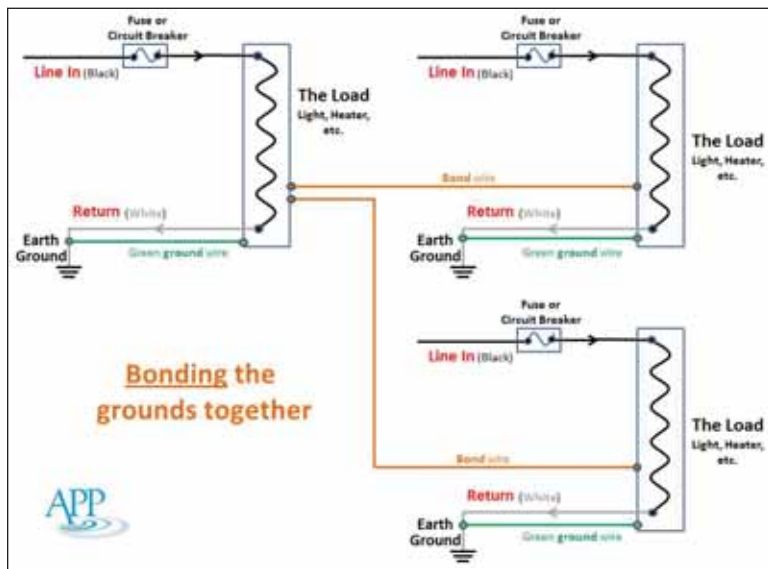 Fuse or
Circuit Breaker
Line In (Black)
The Load
Light, Heater,
etc.
Return (White)
Earth
Ground
Green ground wire
Fuse or
Circuit Breaker
Line In (Black)
The Load
Light, Heater,
etc.
Bond wire
Return (White)
Earth
Ground
Green ground wire
Fuse or
Circuit Breaker
Line In (Black)
The Load
Light, Heater,
etc.
Bond wire
Return (White)
Earth
Ground
Green ground wire
Bonding the
grounds together
APP